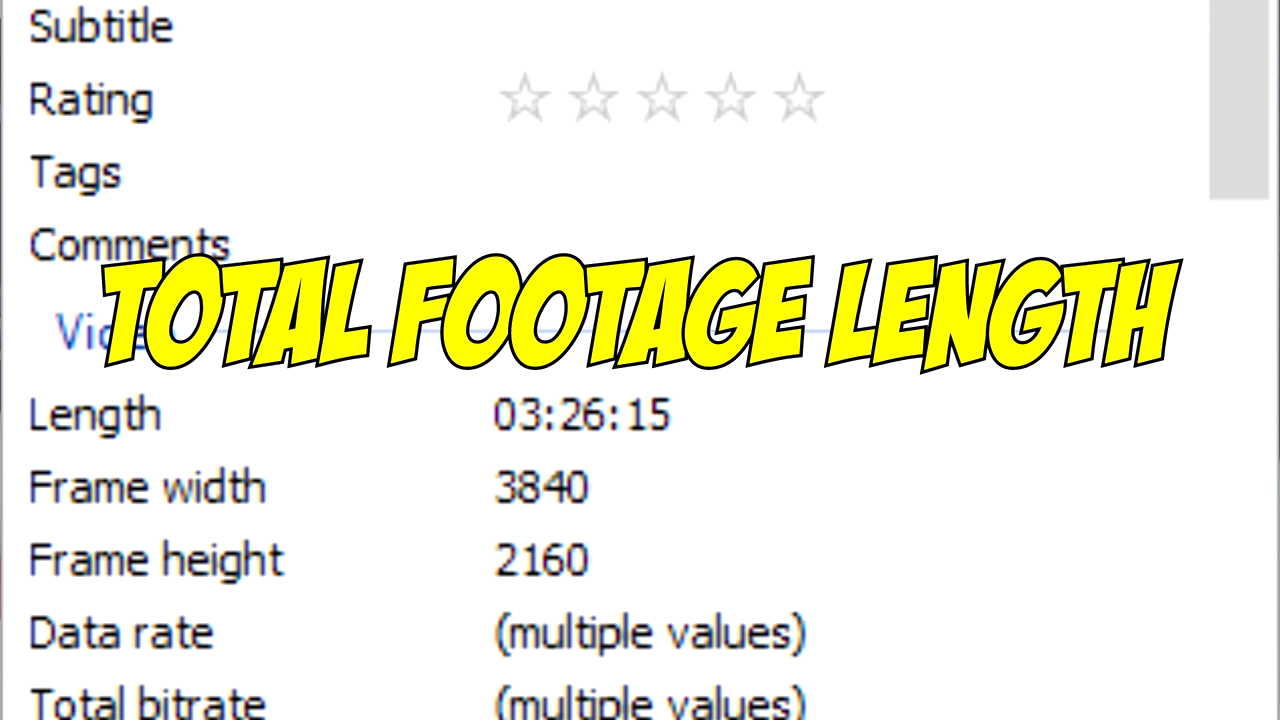 Subtitle
Rating
Tags
Comments
Video
TOTAL FOOTAGE LENGTH
Length 03:26:15
Frame width 3840
Frame height 2160
Data rate (multiple values)
Total bitrate (multiple values)